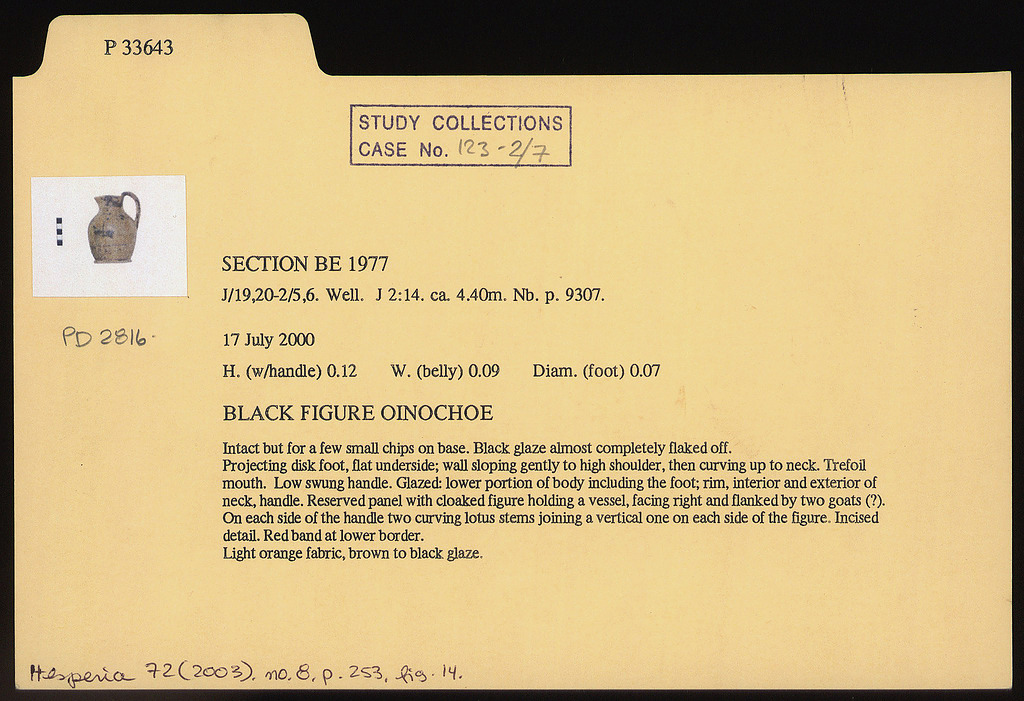 P 33643
STUDY COLLECTIONS
CASE No. 123-2/7
SECTION BE 1977
J/19,20-2/5,6. Well. J 2:14. ca. 4.40m. Nb. p. 9307.
PD 2816-
17 July 2000
H. (w/handle) 0.12 W. (belly) 0.09 Diam. (foot) 0.07
BLACK FIGURE OINOCHOE
Intact but for a few small chips on base. Black glaze almost completely flaked off.
Projecting disk foot, flat underside; wall sloping gently to high shoulder, then curving up to neck. Trefoil
mouth. Low swung handle. Glazed: lower portion of body including the foot; rim, interior and exterior of
neck, handle. Reserved panel with cloaked figure holding a vessel, facing right and flanked by two goats (?).
On each side of the handle two curving lotus stems joining a vertical one on each side of the figure. Incised
detail. Red band at lower border.
Light orange fabric, brown to black glaze.
Hesperia 72 (2003). no. 8, p. 253, fig. 14.